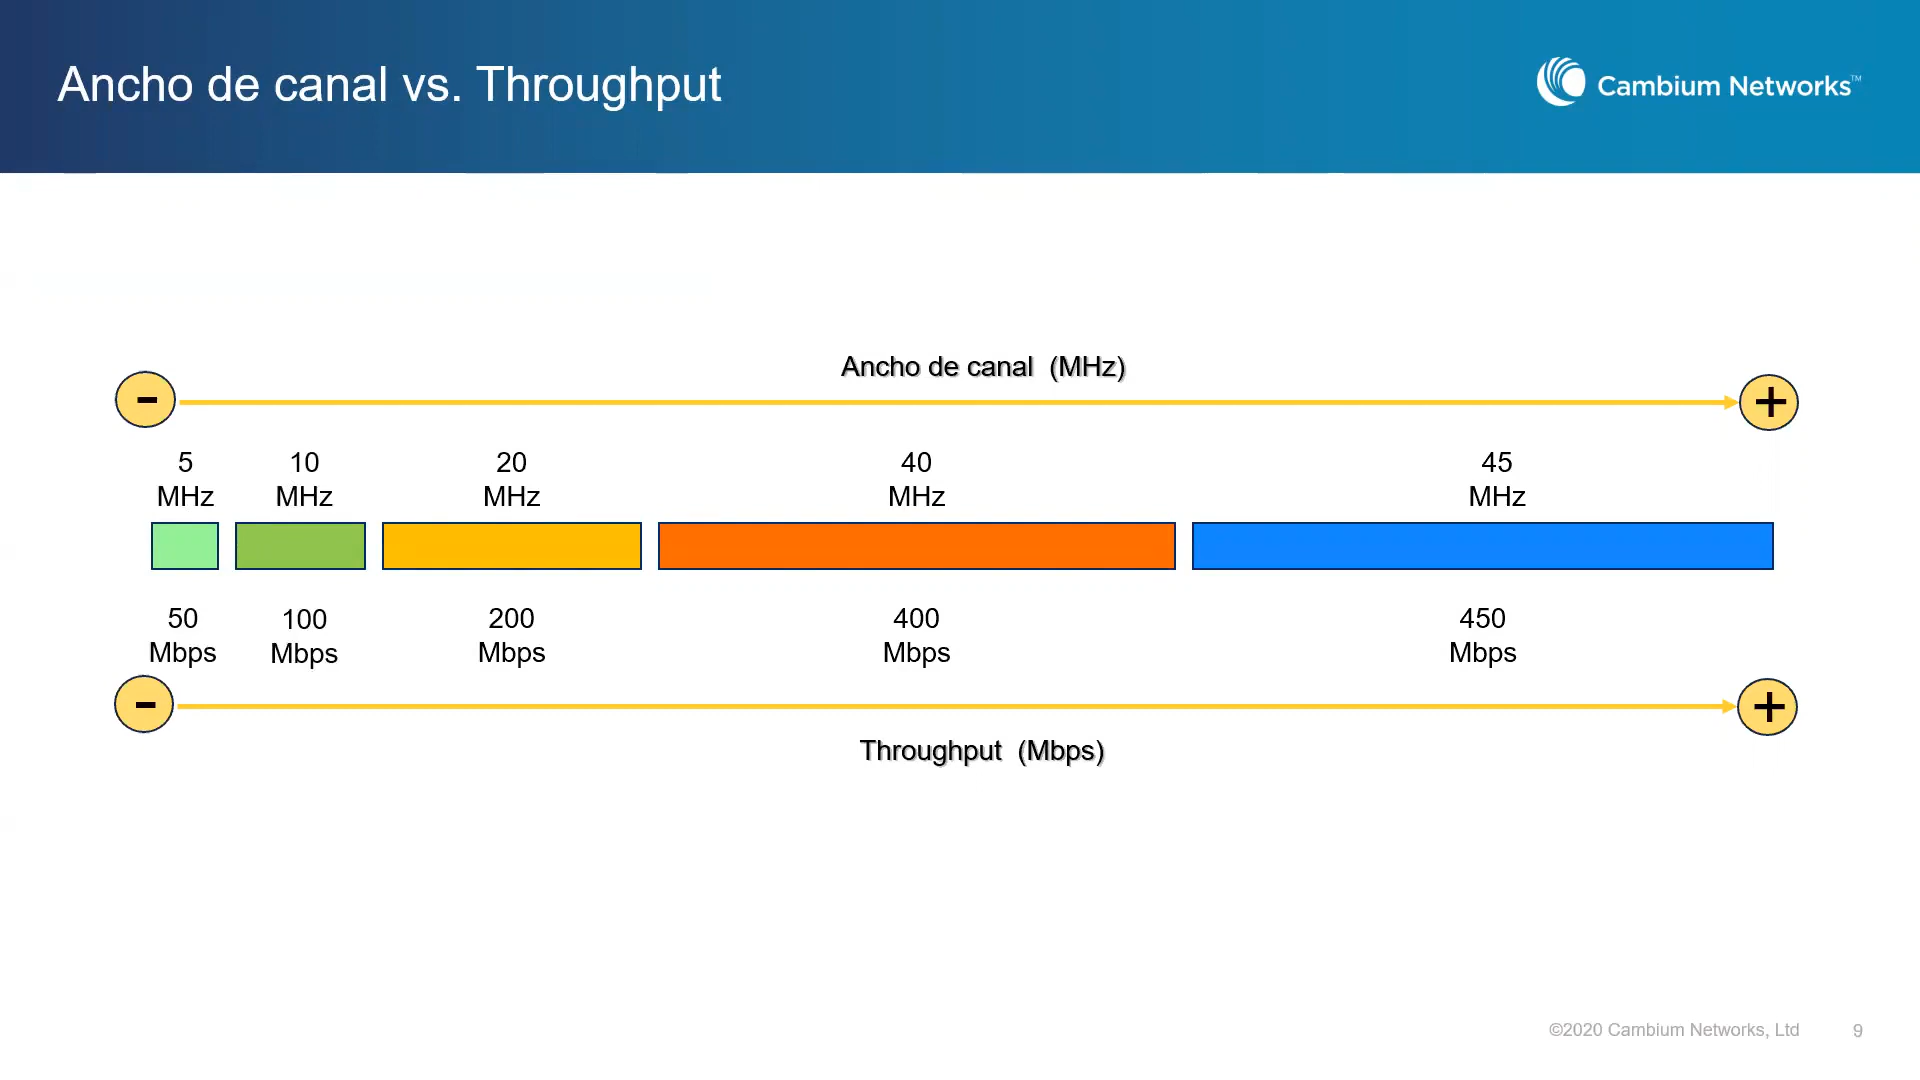 Ancho de canal vs. Throughput
Cambium Networks™
Ancho de canal (MHz)
- +
5 10 20 40 45
MHz MHz MHz MHz MHz
50 100 200 400 450
Mbps Mbps Mbps Mbps Mbps
- +
Throughput (Mbps)
©2020 Cambium Networks, Ltd 9